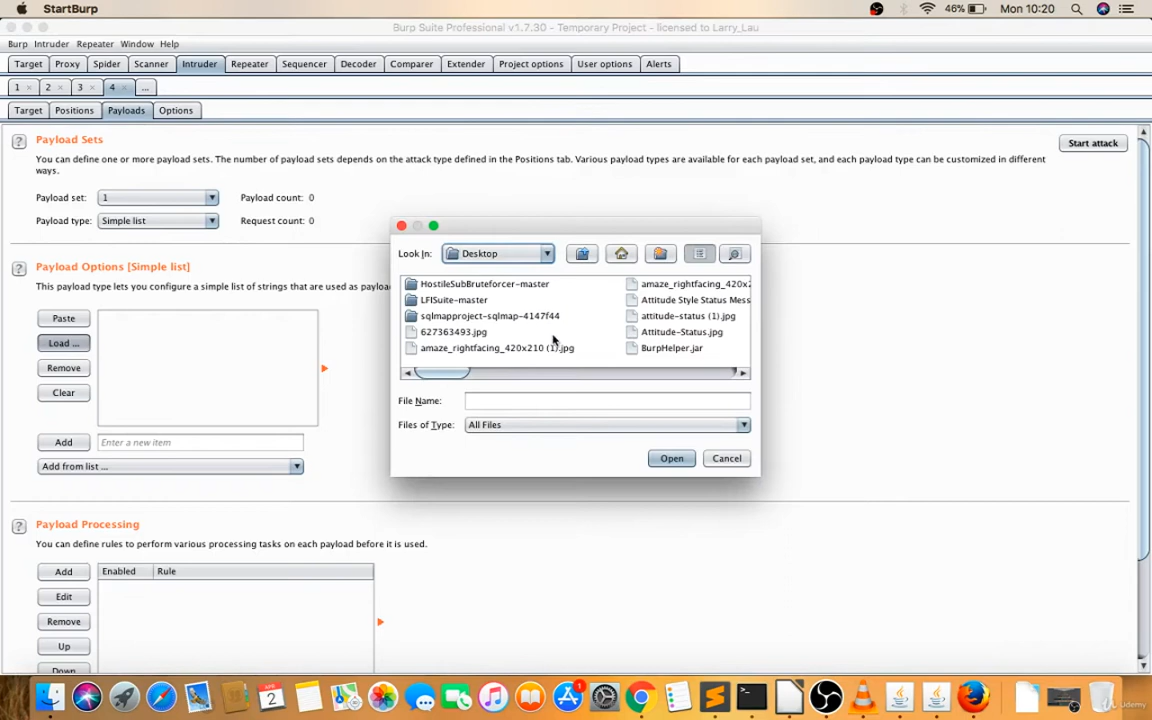 StartBurp 46% Mon 10:20
Burp Suite Professional v1.7.30 - Temporary Project - licensed to Larry_Lau
Burp Intruder Repeater Window Help
Target Proxy Spider Scanner Intruder Repeater Sequencer Decoder Comparer Extender Project options User options Alerts
1 × 2 × 3 × 4 × ...
Target Positions Payloads Options
? Payload Sets Start attack
You can define one or more payload sets. The number of payload sets depends on the attack type defined in the Positions tab. Various payload types are available for each payload set, and each payload type can be customized in different
ways.
Payload set: 1 Payload count: 0
Payload type: Simple list Request count: 0
Look In: Desktop
? Payload Options [Simple list]
This payload type lets you configure a simple list of strings that are used as payloa
HostileSubBruteforcer-master amaze_rightfacing_420x2
LFISuite-master Attitude Style Status Mess
sqlmapproject-sqlmap-4147f44 attitude-status (1).jpg
627363493.jpg Attitude-Status.jpg
amaze_rightfacing_420x210 (1).jpg BurpHelper.jar
Paste
Load ...
Remove
Clear
File Name:
Files of Type: All Files
Add Enter a new item
Open Cancel
Add from list ...
? Payload Processing
You can define rules to perform various processing tasks on each payload before it is used.
Add Enabled Rule
Edit
Remove
Up
Down
2
1
Udemy